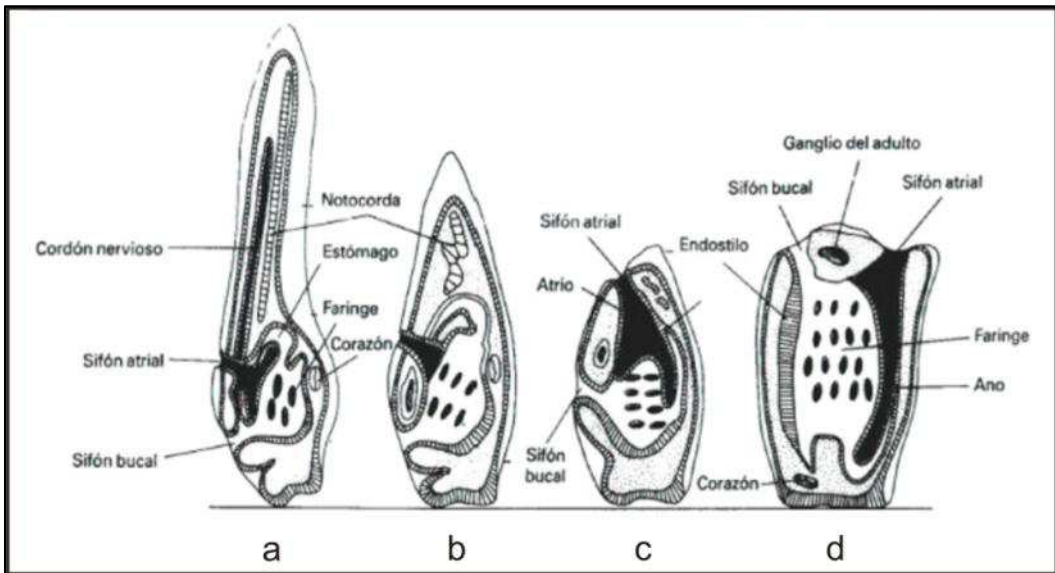 Ganglio del adulto
Sifón bucal
Sifón atrial
Notocorda
Sifón atrial
Endostilo
Cordón nervioso
Estómago
Atrio
Faringe
Corazón
Faringe
Sifón atrial
Ano
Sifón bucal
Sifón bucal
Corazón
a b c d